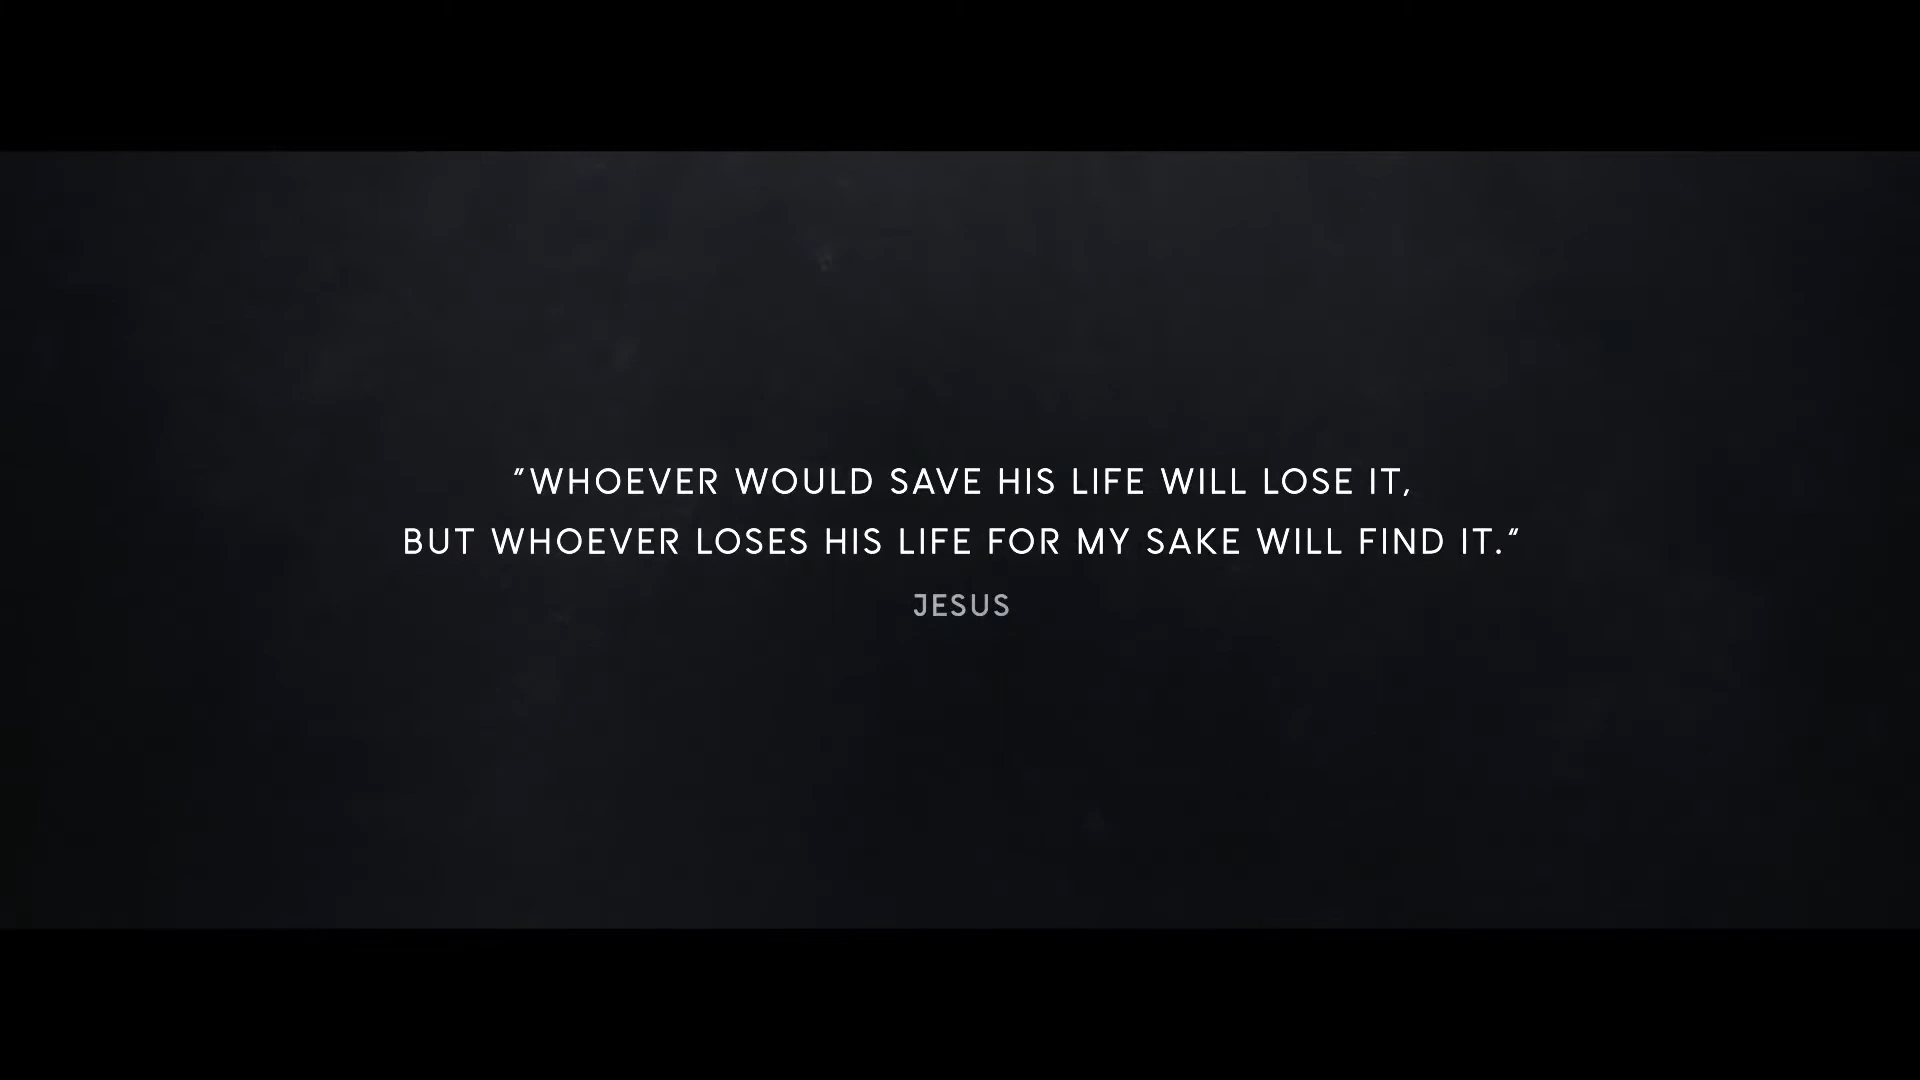 "WHOEVER WOULD SAVE HIS LIFE WILL LOSE IT,
BUT WHOEVER LOSES HIS LIFE FOR MY SAKE WILL FIND IT."
JESUS